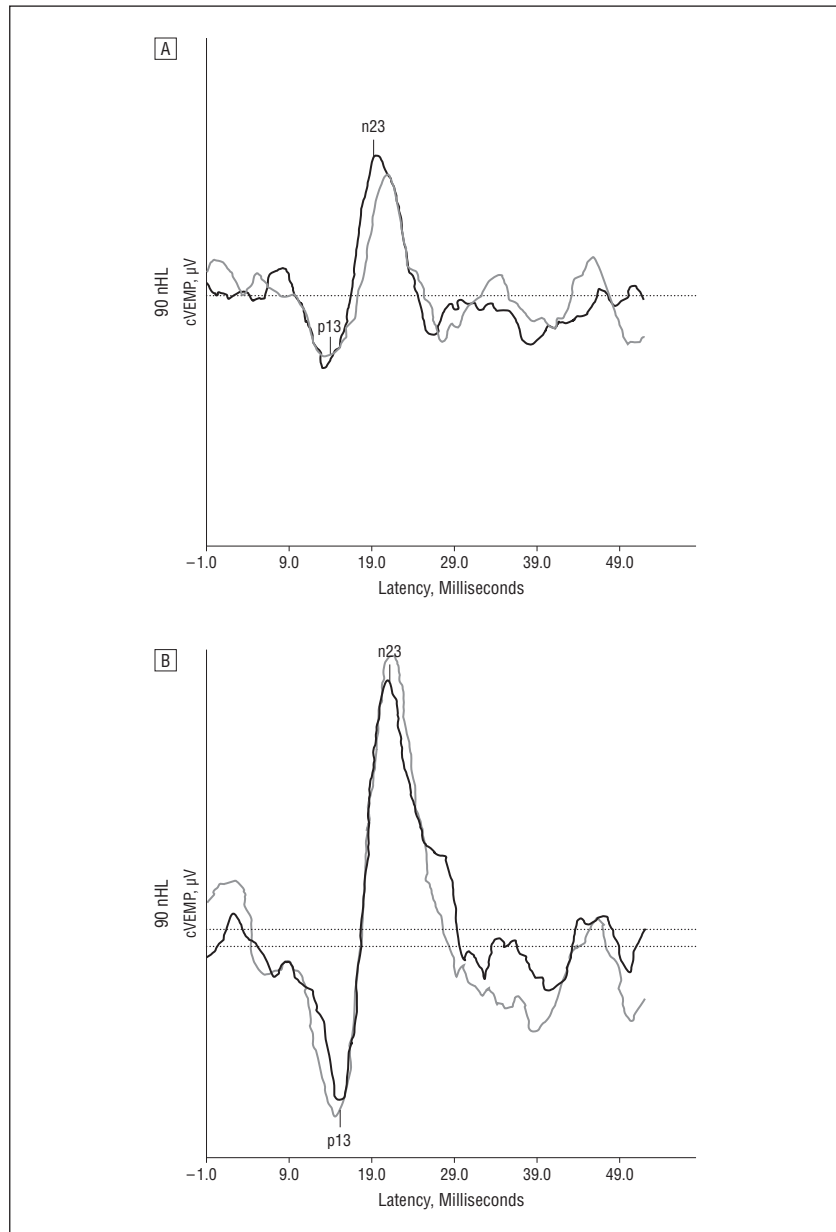 A
n23
p13
90 nHL
cVEMP, µV
−1.0 9.0 19.0 29.0 39.0 49.0
Latency, Milliseconds
B
n23
90 nHL
cVEMP, µV
p13
−1.0 9.0 19.0 29.0 39.0 49.0
Latency, Milliseconds